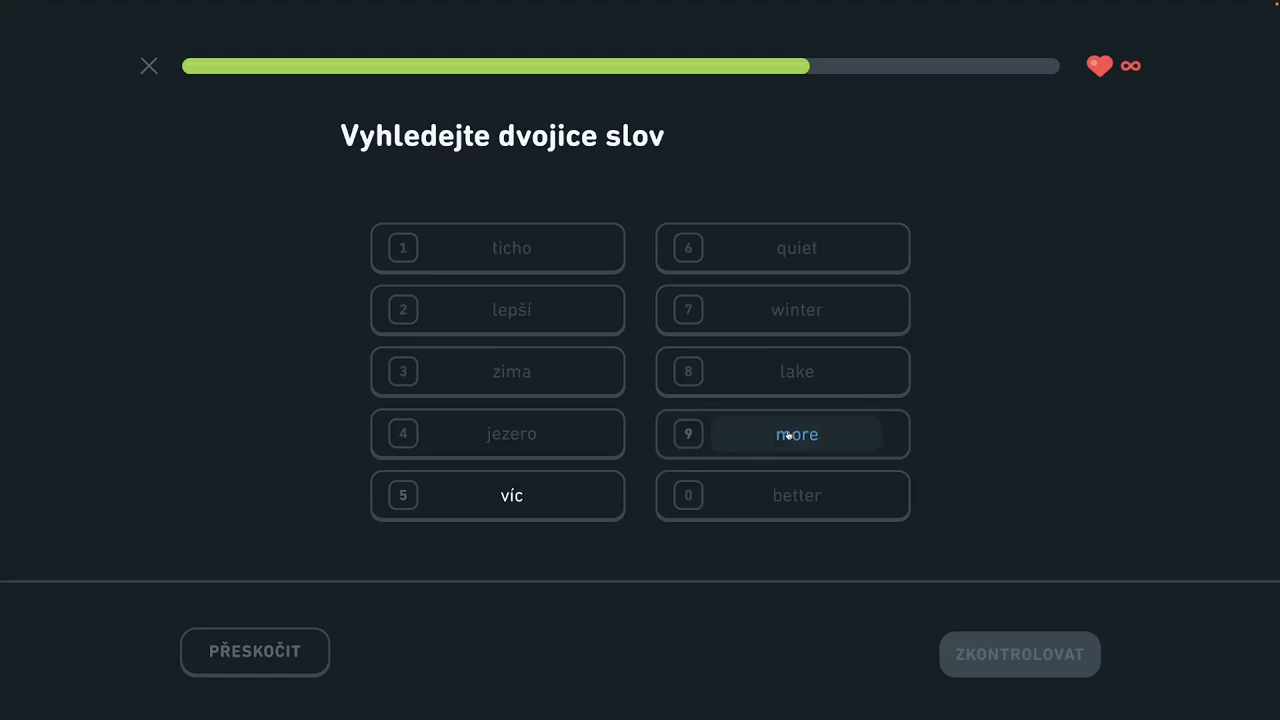 Vyhledejte dvojice slov
1 ticho
6 quiet
2 lepší
7 winter
3 zima
8 lake
4 jezero
9 more
5 víc
0 better
PŘESKOČIT
ZKONTROLOVAT